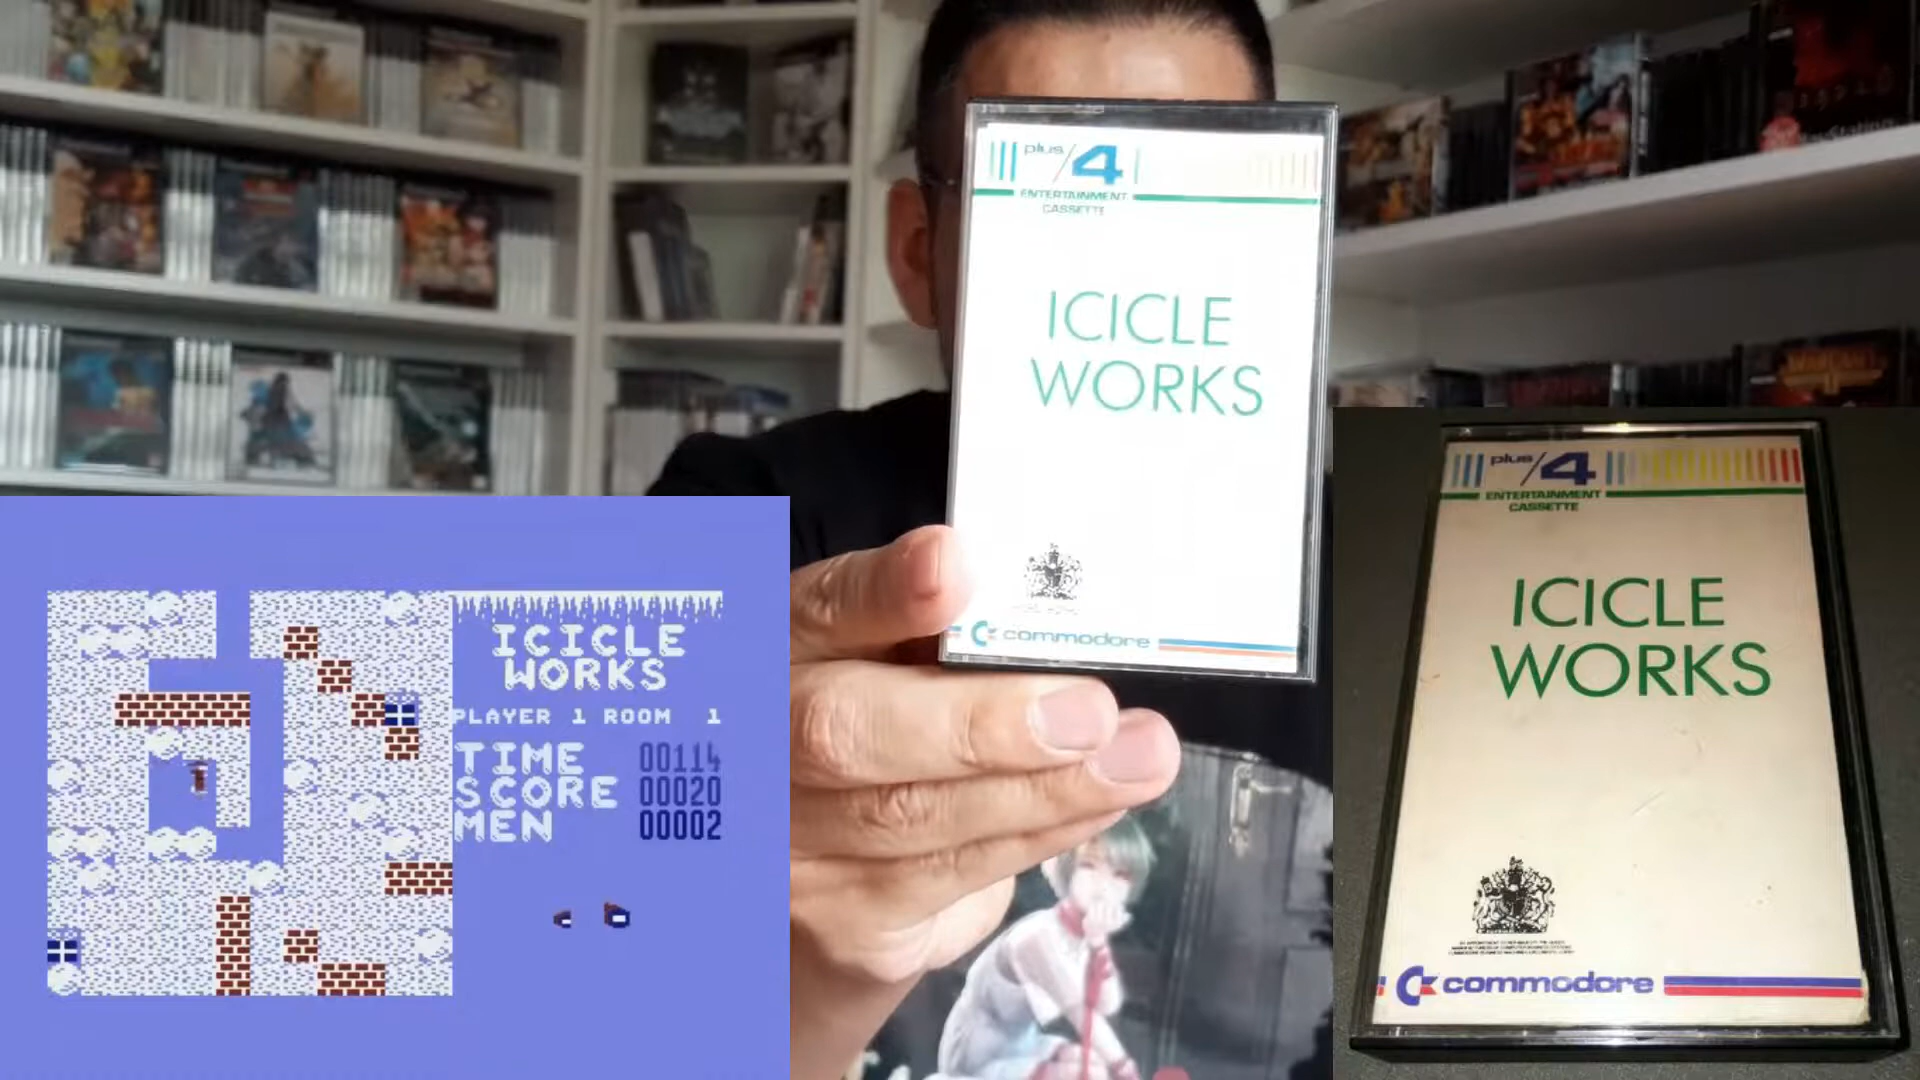 plus/4
ENTERTAINMENT
CASSETTE
ICICLE
WORKS
commodore
ICICLE
WORKS
PLAYER 1 ROOM 1
TIME 00114
SCORE 00020
MEN 00002
plus/4
ENTERTAINMENT
CASSETTE
ICICLE
WORKS
commodore